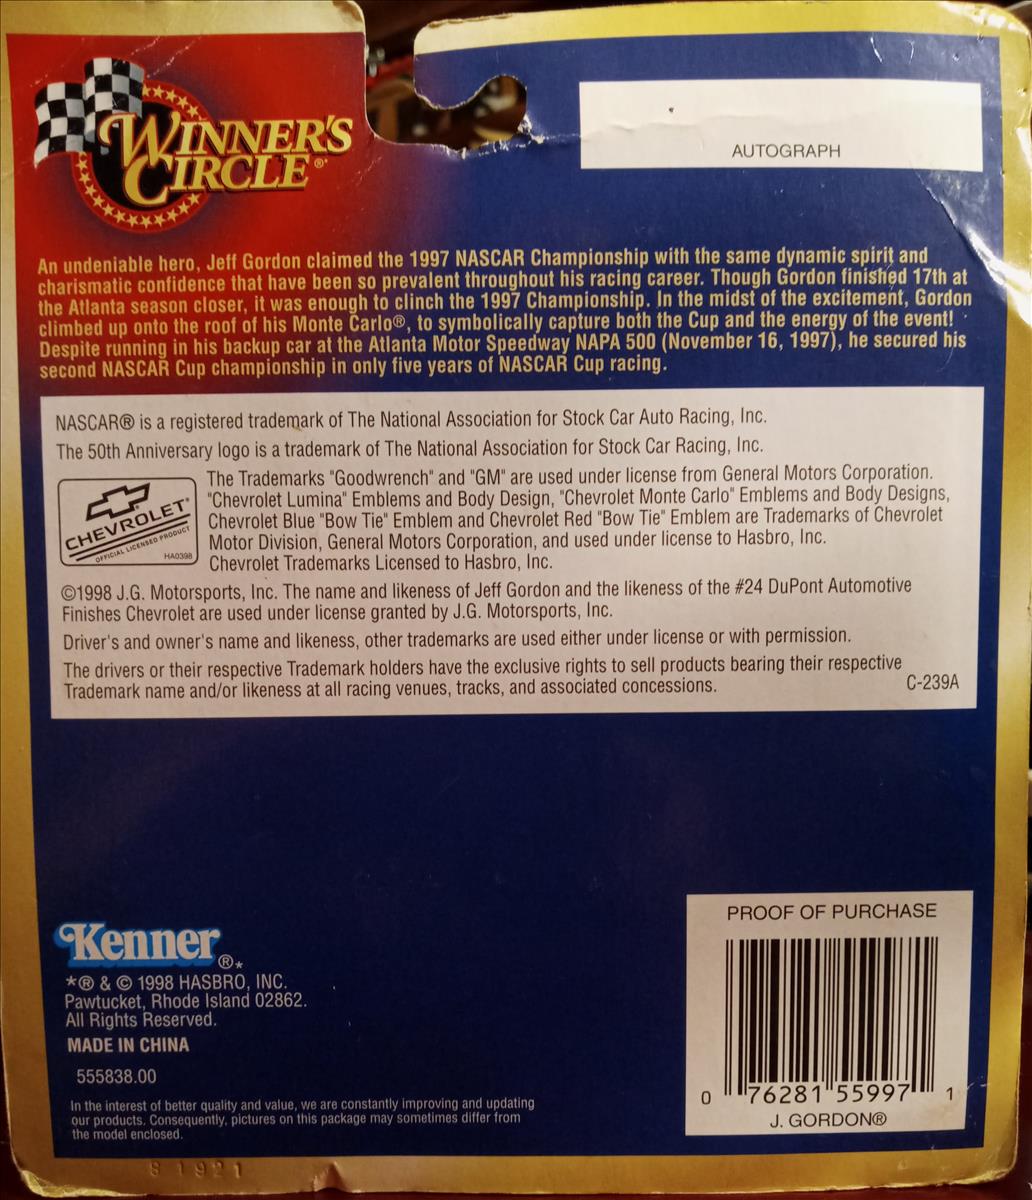 WINNER'S
CIRCLE®
AUTOGRAPH
An undeniable hero, Jeff Gordon claimed the 1997 NASCAR Championship with the same dynamic spirit and
charismatic confidence that have been so prevalent throughout his racing career. Though Gordon finished 17th at
the Atlanta season closer, it was enough to clinch the 1997 Championship. In the midst of the excitement, Gordon
climbed up onto the roof of his Monte Carlo®, to symbolically capture both the Cup and the energy of the event!
Despite running in his backup car at the Atlanta Motor Speedway NAPA 500 (November 16, 1997), he secured his
second NASCAR Cup championship in only five years of NASCAR Cup racing.
NASCAR® is a registered trademark of The National Association for Stock Car Auto Racing, Inc.
The 50th Anniversary logo is a trademark of The National Association for Stock Car Racing, Inc.
CHEVROLET®
OFFICIAL LICENSED PRODUCT
HA0398
The Trademarks "Goodwrench" and "GM" are used under license from General Motors Corporation.
"Chevrolet Lumina" Emblems and Body Design, "Chevrolet Monte Carlo" Emblems and Body Designs,
Chevrolet Blue "Bow Tie" Emblem and Chevrolet Red "Bow Tie" Emblem are Trademarks of Chevrolet
Motor Division, General Motors Corporation, and used under license to Hasbro, Inc.
Chevrolet Trademarks Licensed to Hasbro, Inc.
©1998 J.G. Motorsports, Inc. The name and likeness of Jeff Gordon and the likeness of the #24 DuPont Automotive
Finishes Chevrolet are used under license granted by J.G. Motorsports, Inc.
Driver's and owner's name and likeness, other trademarks are used either under license or with permission.
The drivers or their respective Trademark holders have the exclusive rights to sell products bearing their respective
Trademark name and/or likeness at all racing venues, tracks, and associated concessions.
C-239A
Kenner®*
*® & © 1998 HASBRO, INC.
Pawtucket, Rhode Island 02862.
All Rights Reserved.
MADE IN CHINA
555838.00
In the interest of better quality and value, we are constantly improving and updating
our products. Consequently, pictures on this package may sometimes differ from
the model enclosed.
81921
PROOF OF PURCHASE
0 76281 55997 1
J. GORDON®